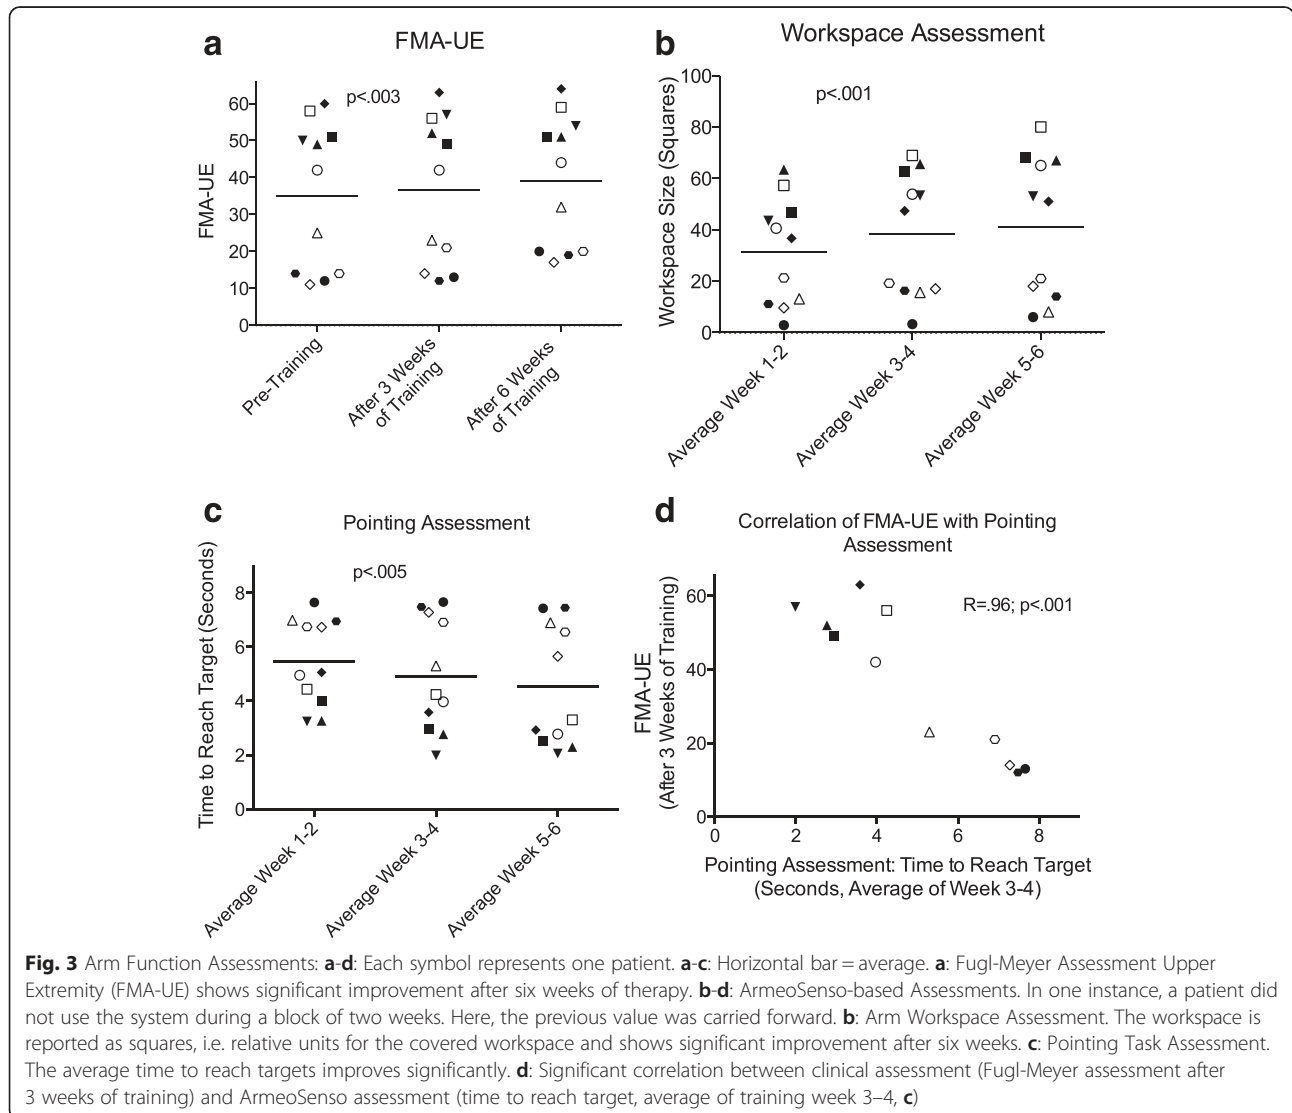 a
FMA-UE
FMA-UE
60
50
40
30
20
10
0
p<.003
Pre-Training
After 3 Weeks
of Training
After 6 Weeks
of Training
b
Workspace Assessment
Workspace Size (Squares)
100
80
60
40
20
0
p<.001
Average Week 1-2
Average Week 3-4
Average Week 5-6
c
Pointing Assessment
Time to Reach Target (Seconds)
8
6
4
2
0
p<.005
Average Week 1-2
Average Week 3-4
Average Week 5-6
d
Correlation of FMA-UE with Pointing
Assessment
FMA-UE
(After 3 Weeks of Training)
60
40
20
0
R=.96; p<.001
0 2 4 6 8
Pointing Assessment: Time to Reach Target
(Seconds, Average of Week 3-4)
Fig. 3 Arm Function Assessments: a-d: Each symbol represents one patient. a-c: Horizontal bar = average. a: Fugl-Meyer Assessment Upper
Extremity (FMA-UE) shows significant improvement after six weeks of therapy. b-d: ArmeoSenso-based Assessments. In one instance, a patient did
not use the system during a block of two weeks. Here, the previous value was carried forward. b: Arm Workspace Assessment. The workspace is
reported as squares, i.e. relative units for the covered workspace and shows significant improvement after six weeks. c: Pointing Task Assessment.
The average time to reach targets improves significantly. d: Significant correlation between clinical assessment (Fugl-Meyer assessment after
3 weeks of training) and ArmeoSenso assessment (time to reach target, average of training week 3–4, c)